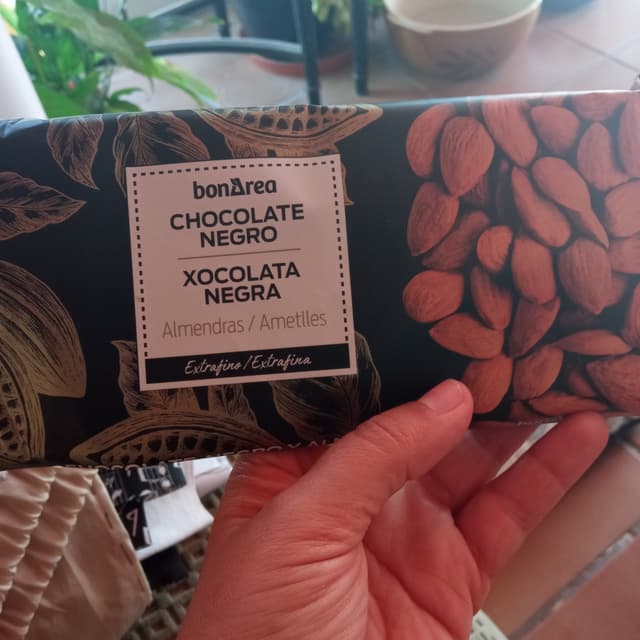 bonÀrea
CHOCOLATE
NEGRO
XOCOLATA
NEGRA
Almendras / Ametlles
Extrafino / Extrafina